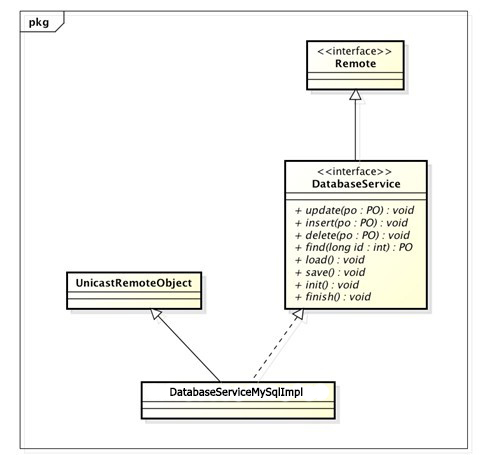 pkg
<<interface>>
Remote
<<interface>>
DatabaseService
+ update(po : PO) : void
+ insert(po : PO) : void
+ delete(po : PO) : void
+ find(long id : int) : PO
+ load() : void
+ save() : void
+ init() : void
+ finish() : void
UnicastRemoteObject
DatabaseServiceMySqlImpl